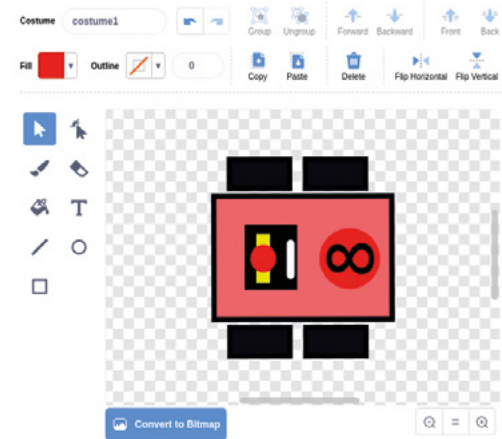 Costume costume1 Group Ungroup Forward Backward Front Back
Fill Outline 0 Copy Paste Delete Flip Horizontal Flip Vertical
T
8
Convert to Bitmap